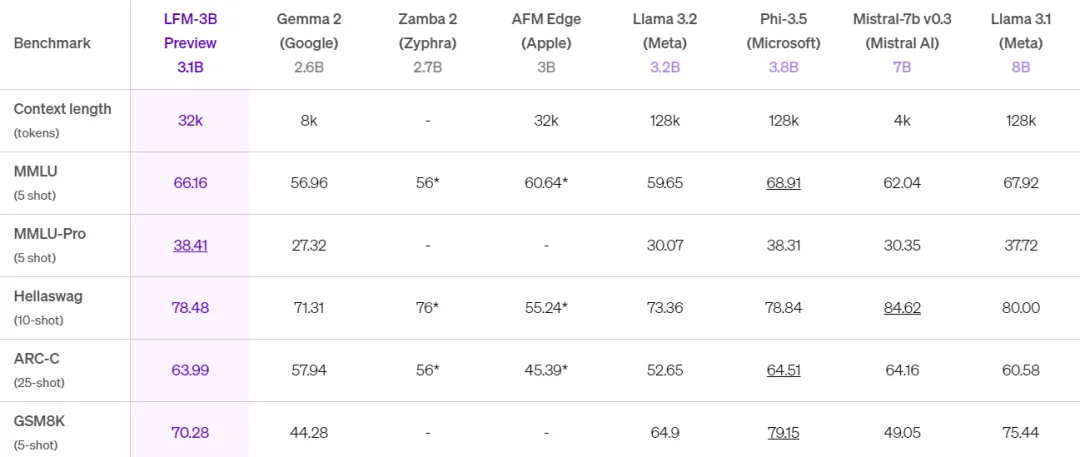 Benchmark LFM-3B Preview 3.1B Gemma 2 (Google) 2.6B Zamba 2 (Zyphra) 2.7B AFM Edge (Apple) 3B Llama 3.2 (Meta) 3.2B Phi-3.5 (Microsoft) 3.8B Mistral-7b v0.3 (Mistral AI) 7B Llama 3.1 (Meta) 8B
Context length (tokens) 32k 8k - 32k 128k 128k 4k 128k
MMLU (5 shot) 66.16 56.96 56* 60.64* 59.65 68.91 62.04 67.92
MMLU-Pro (5 shot) 38.41 27.32 - - 30.07 38.31 30.35 37.72
Hellaswag (10-shot) 78.48 71.31 76* 55.24* 73.36 78.84 84.62 80.00
ARC-C (25-shot) 63.99 57.94 56* 45.39* 52.65 64.51 64.16 60.58
GSM8K (5-shot) 70.28 44.28 - - 64.9 79.15 49.05 75.44